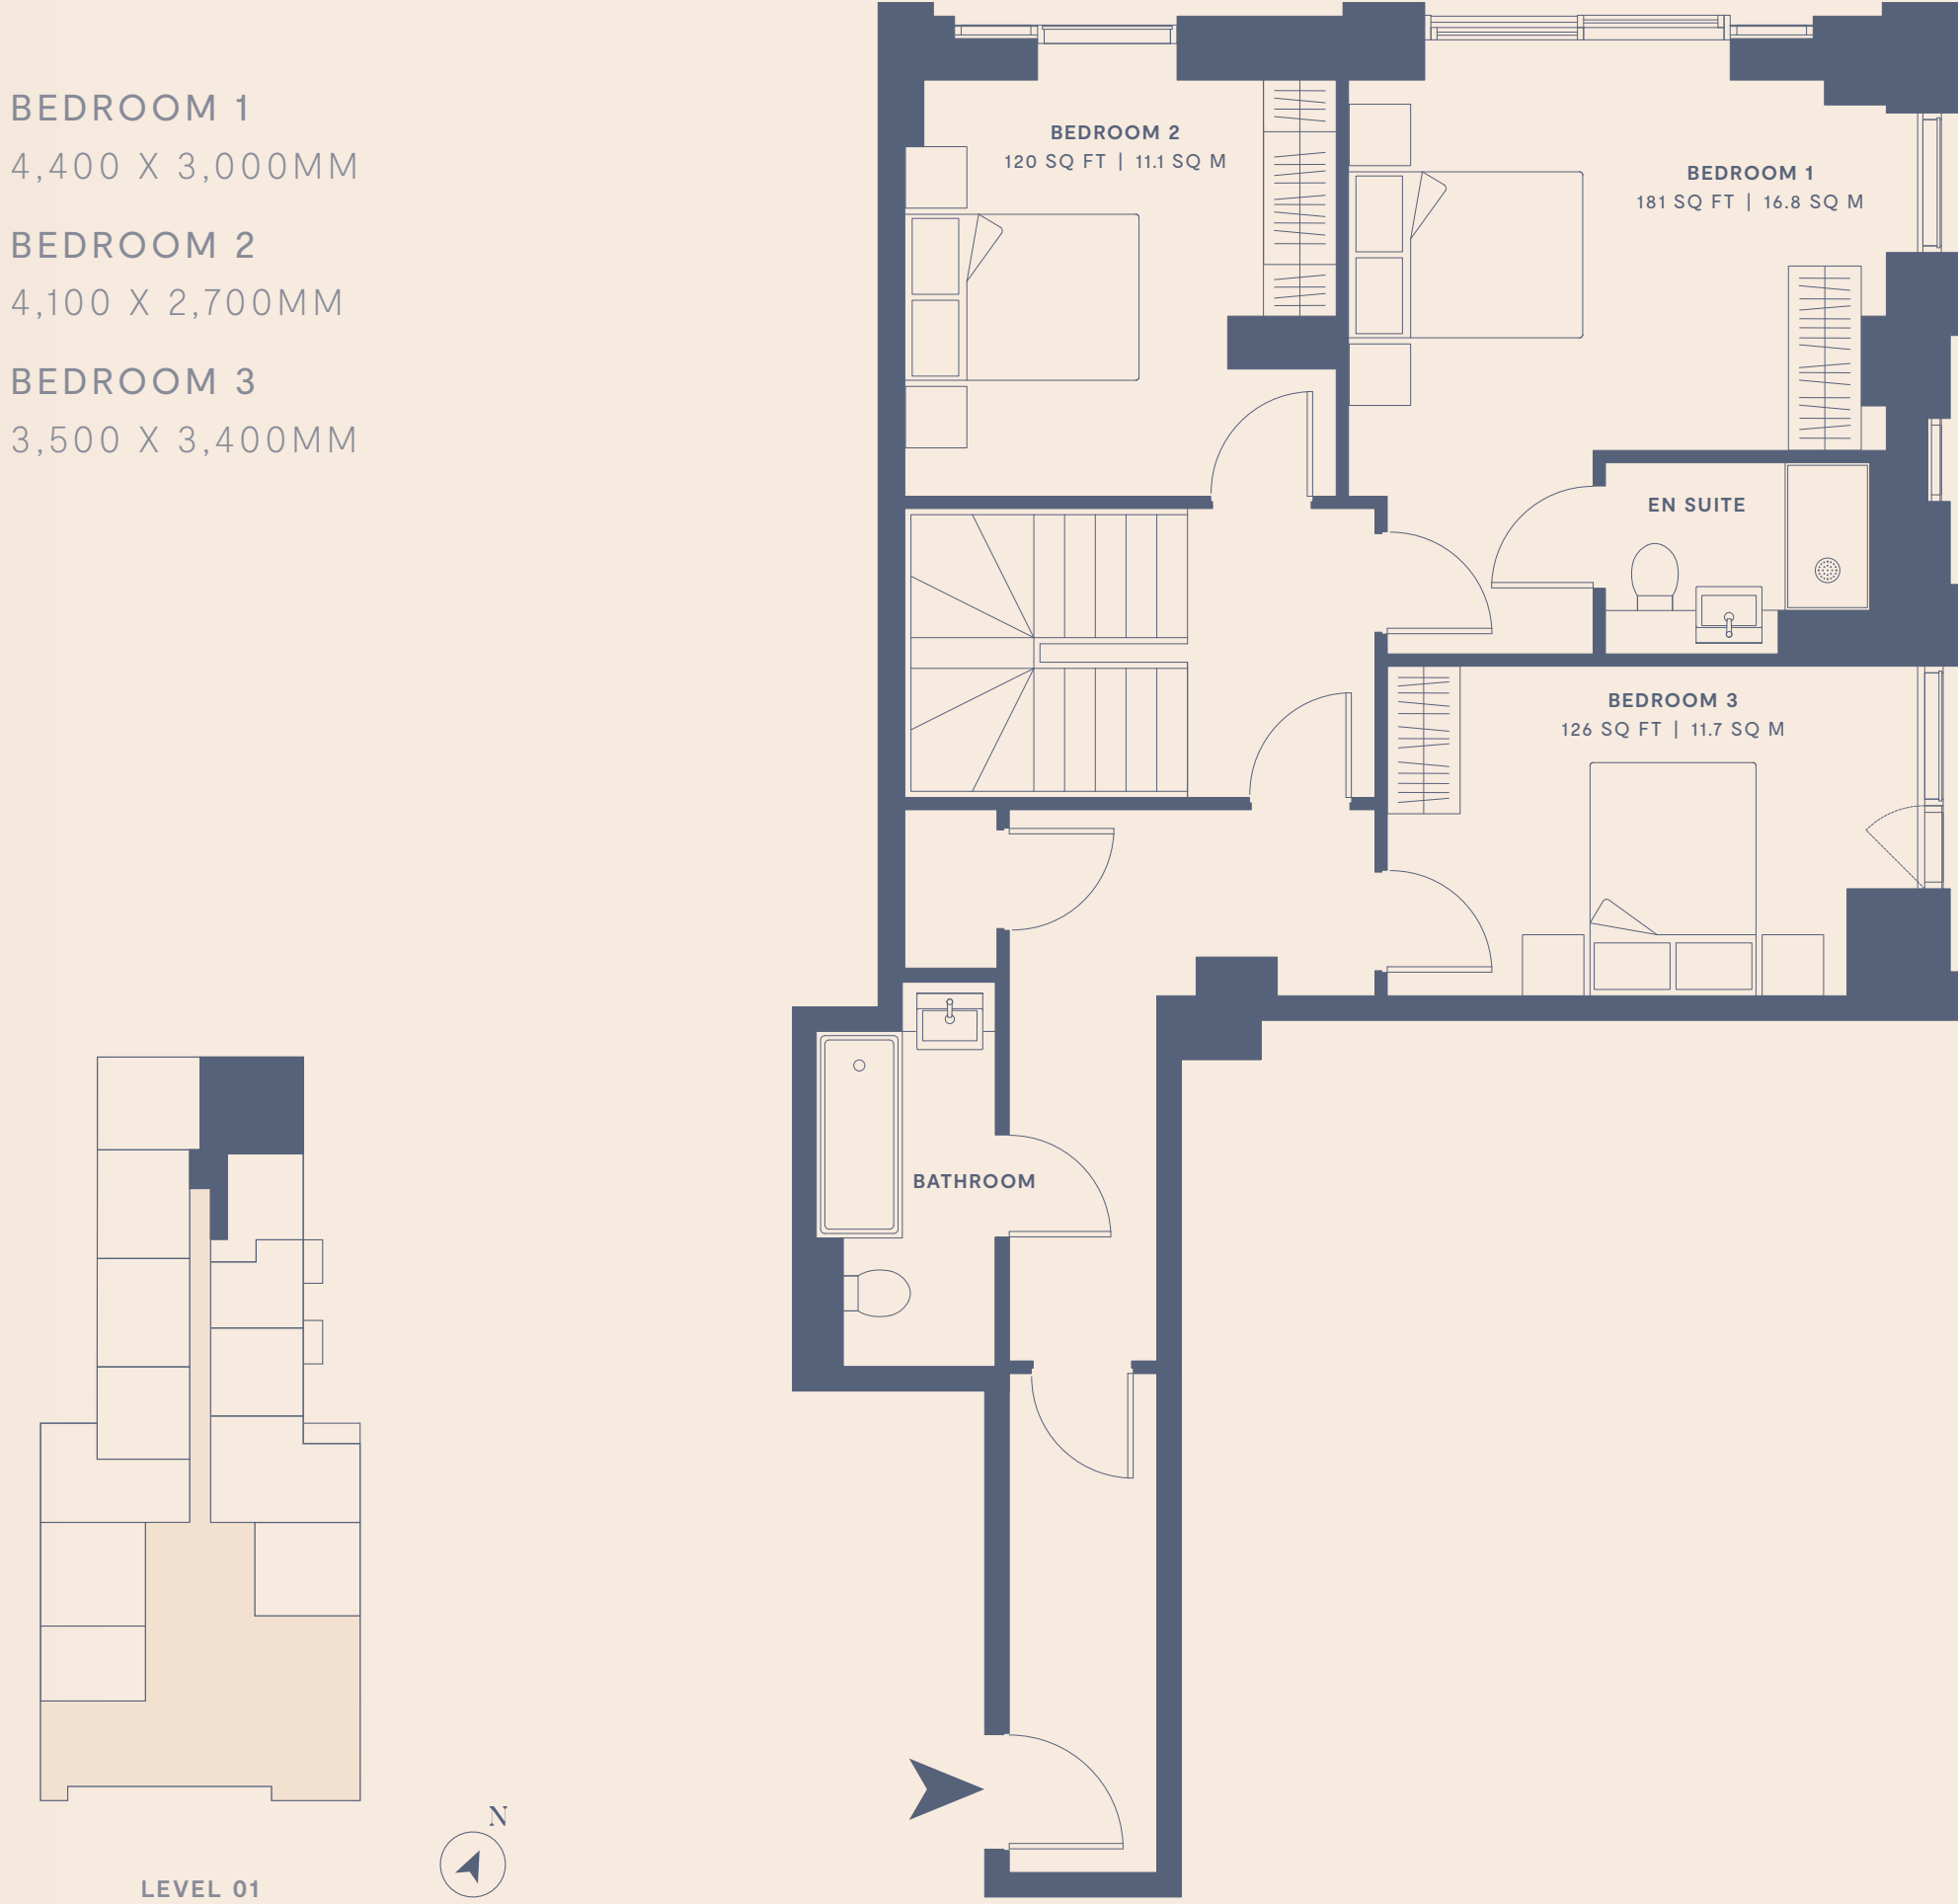 BEDROOM 1
4,400 X 3,000MM
BEDROOM 2
4,100 X 2,700MM
BEDROOM 3
3,500 X 3,400MM
BEDROOM 2
120 SQ FT | 11.1 SQ M
BEDROOM 1
181 SQ FT | 16.8 SQ M
EN SUITE
BEDROOM 3
126 SQ FT | 11.7 SQ M
BATHROOM
N
LEVEL 01